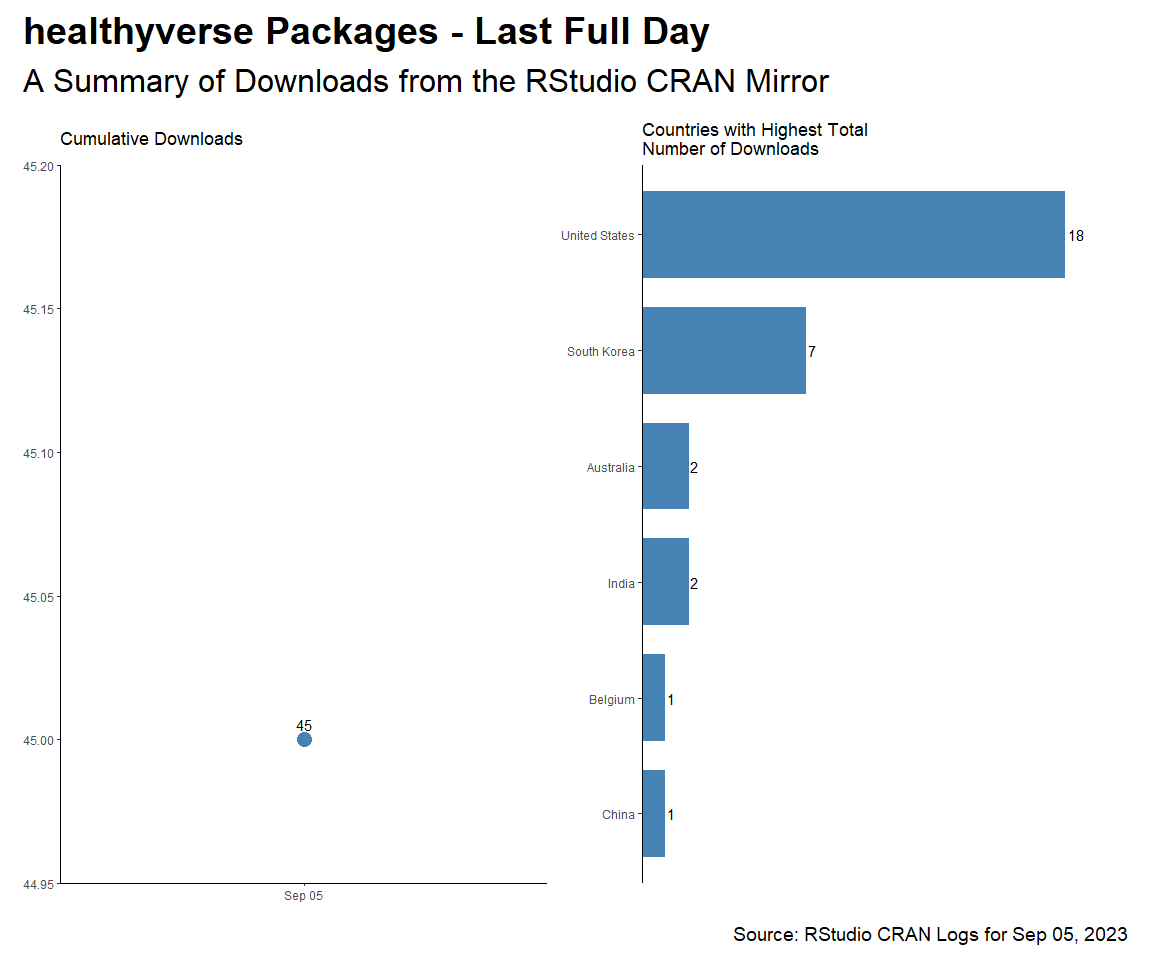 healthyverse Packages - Last Full Day
A Summary of Downloads from the RStudio CRAN Mirror
Cumulative Downloads
45.20
45.15
45.10
45.05
45.00
44.95
45
Sep 05
Countries with Highest Total
Number of Downloads
United States 18
South Korea 7
Australia 2
India 2
Belgium 1
China 1
Source: RStudio CRAN Logs for Sep 05, 2023